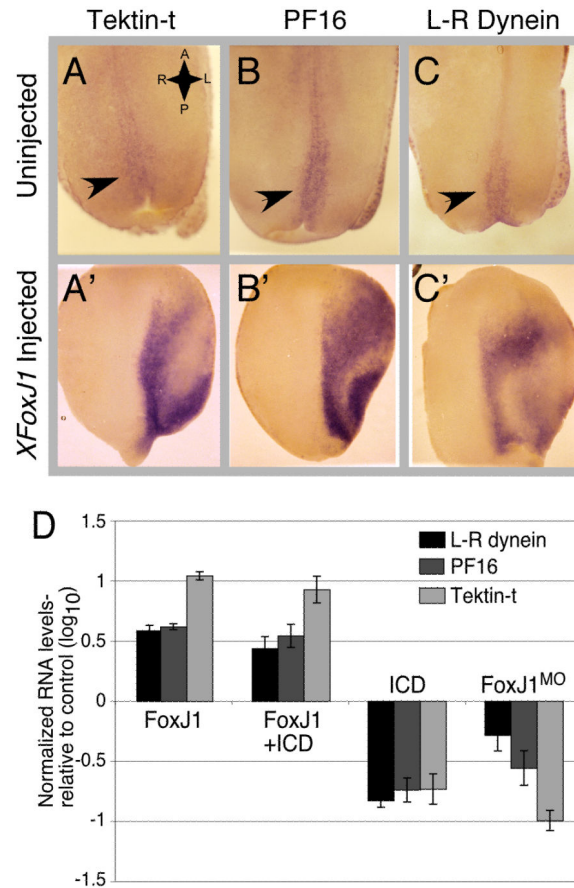 Tektin-t PF16 L-R Dynein
Uninjected
A B C
A
R L
P
XFoxJ1 Injected
A' B' C'
D
Normalized RNA levels-
relative to control (log10)
1.5
1
0.5
0
-0.5
-1
-1.5
L-R dynein
PF16
Tektin-t
FoxJ1
FoxJ1
+ICD
ICD
FoxJ1MO